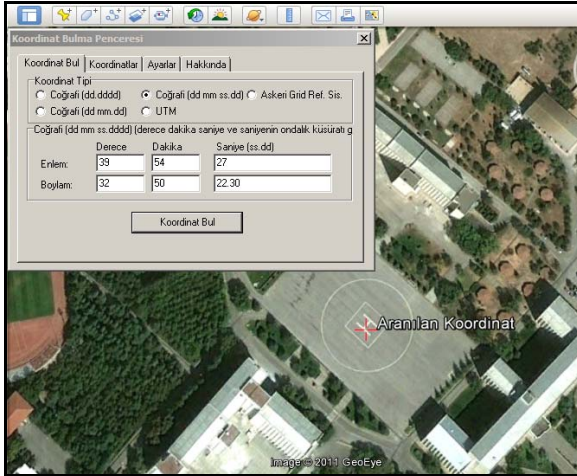 Koordinat Bulma Penceresi
Koordinat Bul Koordinatlar Ayarlar Hakkında
Koordinat Tipi
Coğrafi (dd.dddd) Coğrafi (dd mm ss.dd) Askeri Grid Ref. Sis.
Coğrafi (dd mm.dd) UTM
Coğrafi (dd mm ss.dddd) (derece dakika saniye ve saniyenin ondalık küsüratı g
Derece Dakika Saniye (ss.dd)
Enlem: 39 54 27
Boylam: 32 50 22.30
Koordinat Bul
Aranılan Koordinat
Image © 2011 GeoEye